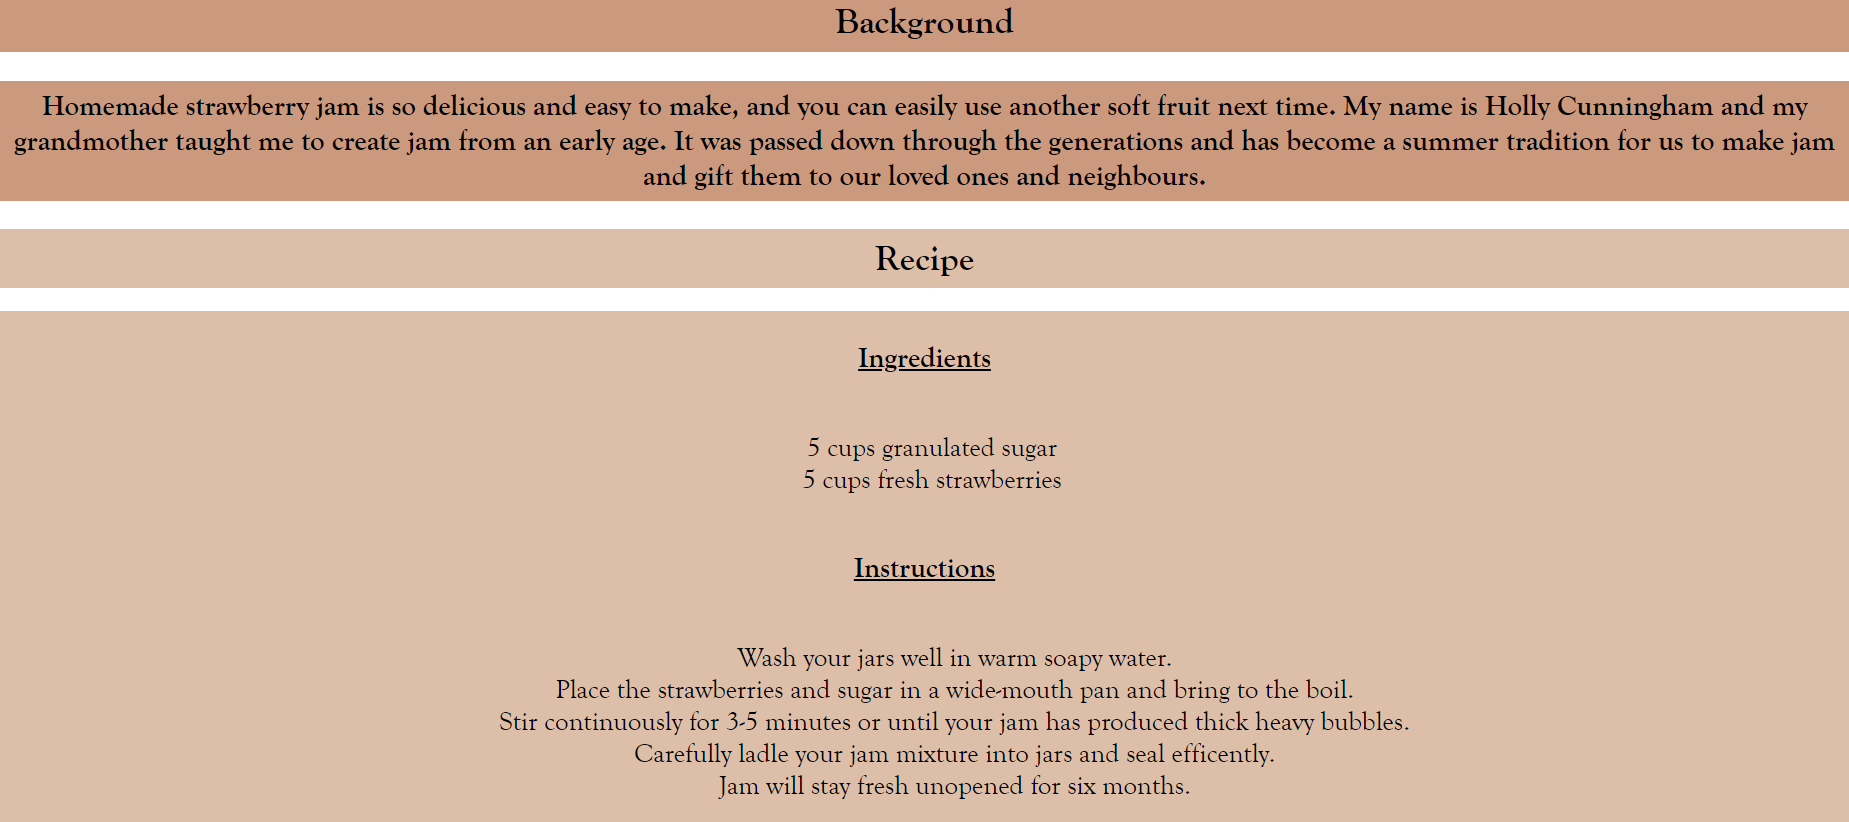 Background
Homemade strawberry jam is so delicious and easy to make, and you can easily use another soft fruit next time. My name is Holly Cunningham and my
grandmother taught me to create jam from an early age. It was passed down through the generations and has become a summer tradition for us to make jam
and gift them to our loved ones and neighbours.
Recipe
Ingredients
5 cups granulated sugar
5 cups fresh strawberries
Instructions
Wash your jars well in warm soapy water.
Place the strawberries and sugar in a wide-mouth pan and bring to the boil.
Stir continuously for 3-5 minutes or until your jam has produced thick heavy bubbles.
Carefully ladle your jam mixture into jars and seal efficently.
Jam will stay fresh unopened for six months.